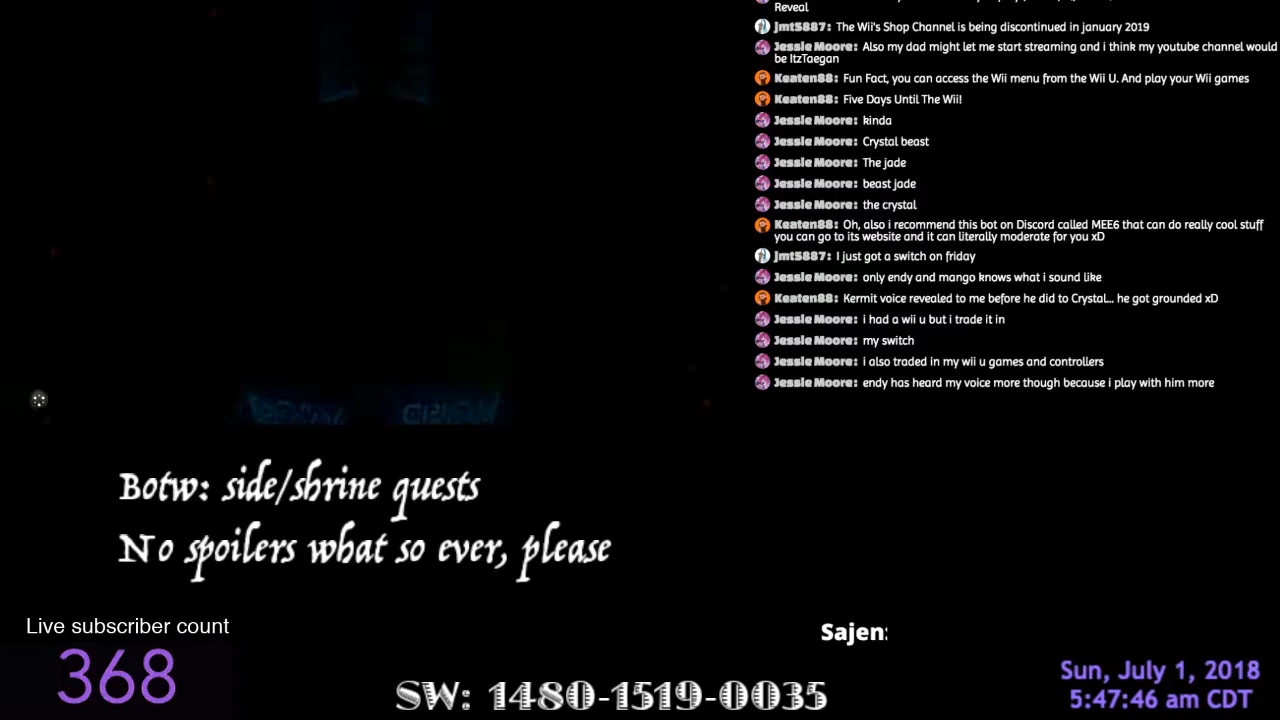 Reveal
jmt5887: The Wii's Shop Channel is being discontinued in january 2019
Jessie Moore: Also my dad might let me start streaming and i think my youtube channel would
be ItzTaegan
Keaten88: Fun Fact, you can access the Wii menu from the Wii U. And play your Wii games
Keaten88: Five Days Until The Wii!
Jessie Moore: kinda
Jessie Moore: Crystal beast
Jessie Moore: The jade
Jessie Moore: beast jade
Jessie Moore: the crystal
Keaten88: Oh, also i recommend this bot on Discord called MEE6 that can do really cool stuff
you can go to its website and it can literally moderate for you xD
jmt5887: I just got a switch on friday
Jessie Moore: only endy and mango knows what i sound like
Keaten88: Kermit voice revealed to me before he did to Crystal... he got grounded xD
Jessie Moore: i had a wii u but i trade it in
Jessie Moore: my switch
Jessie Moore: i also traded in my wii u games and controllers
Jessie Moore: endy has heard my voice more though because i play with him more
Botw: side/shrine quests
No spoilers what so ever, please
Live subscriber count
368
Sajen:
SW: 1480-1519-0035
Sun, July 1, 2018
5:47:46 am CDT